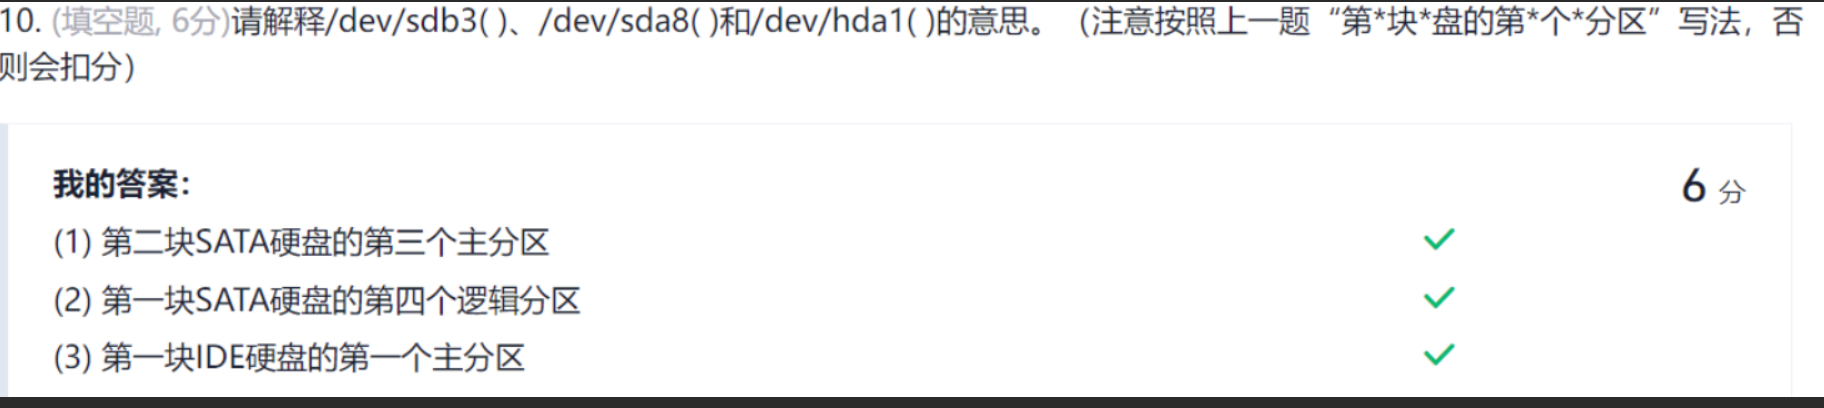 10. (填空题, 6分)请解释/dev/sdb3( )、/dev/sda8( )和/dev/hda1( )的意思。（注意按照上一题“第*块*盘的第*个*分区”写法，否
则会扣分）
我的答案：
6 分
(1) 第二块SATA硬盘的第三个主分区
(2) 第一块SATA硬盘的第四个逻辑分区
(3) 第一块IDE硬盘的第一个主分区